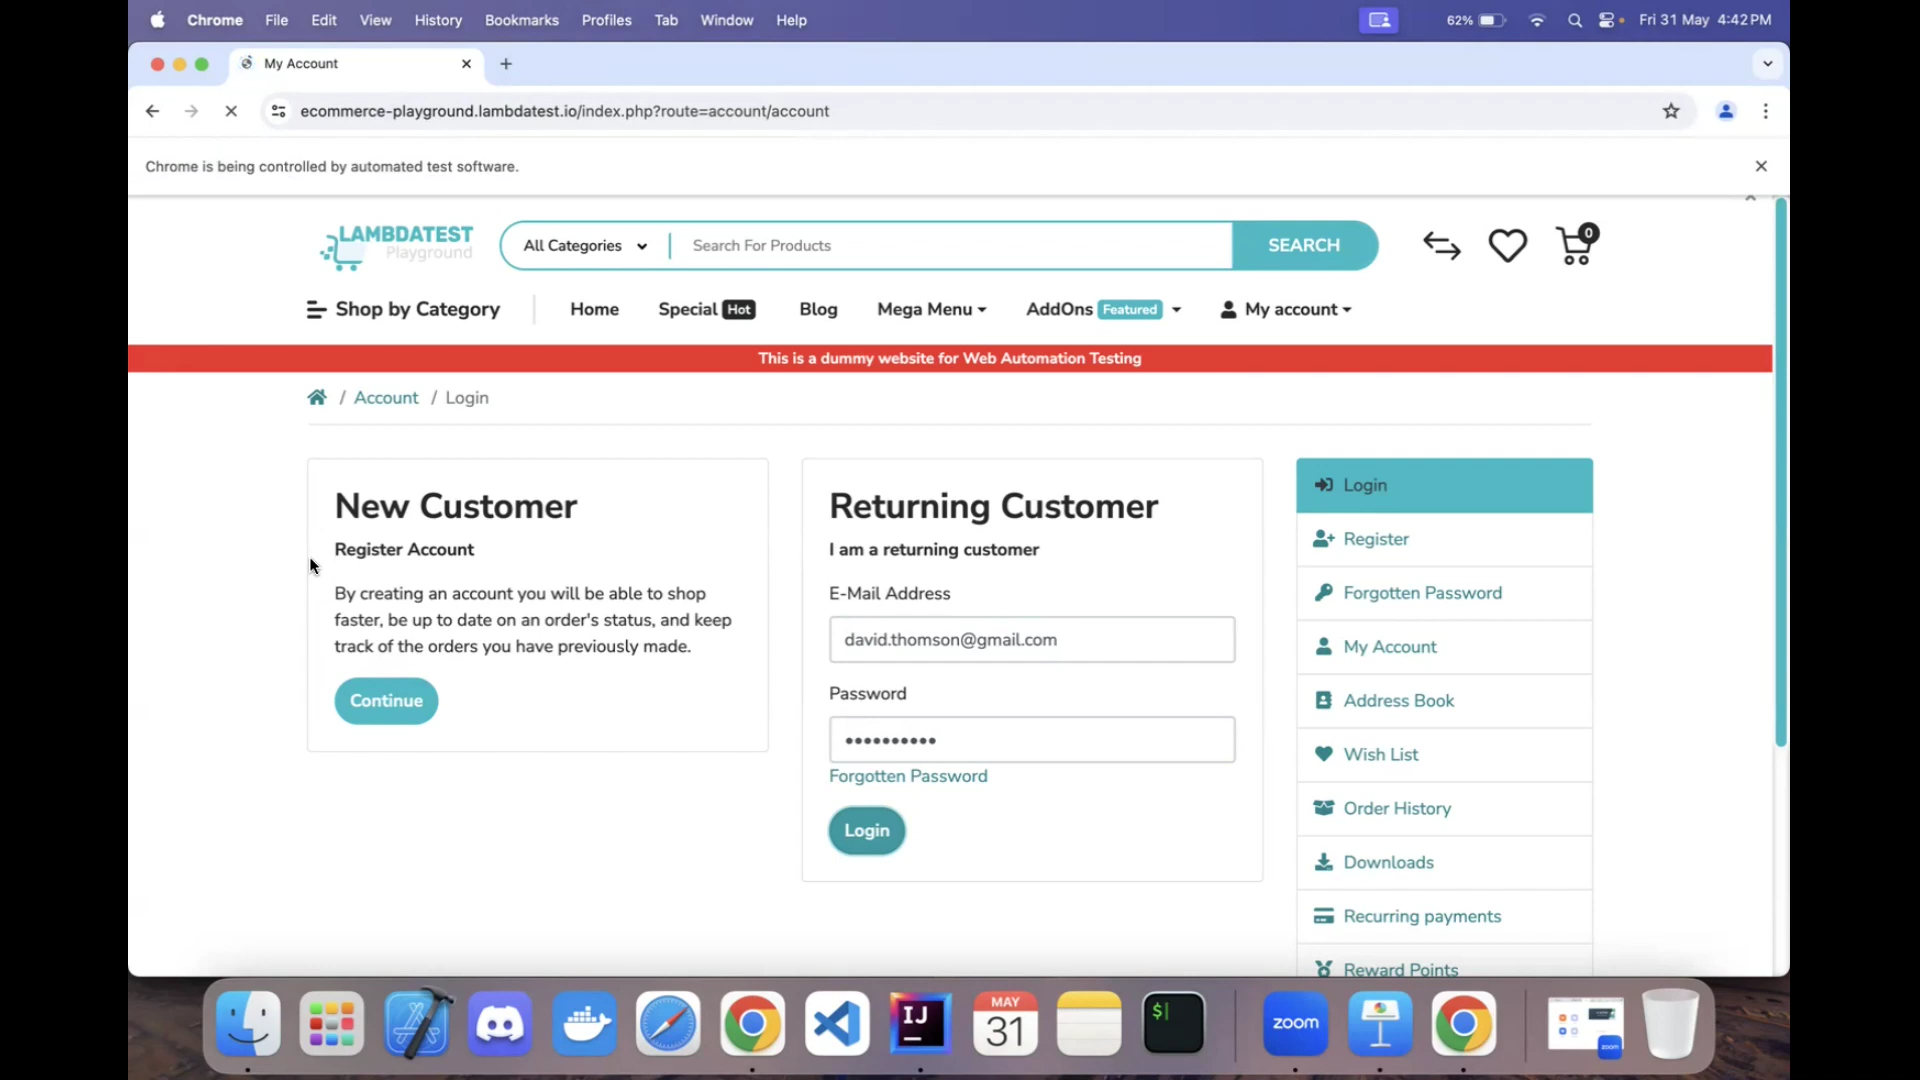 Chrome File Edit View History Bookmarks Profiles Tab Window Help 62% Fri 31 May 4:42 PM
My Account
ecommerce-playground.lambdatest.io/index.php?route=account/account
Chrome is being controlled by automated test software.
LAMBDATEST
Playground
All Categories Search For Products SEARCH 0
Shop by Category Home Special Hot Blog Mega Menu AddOns Featured My account
This is a dummy website for Web Automation Testing
/ Account / Login
New Customer
Register Account
By creating an account you will be able to shop
faster, be up to date on an order's status, and keep
track of the orders you have previously made.
Continue
Returning Customer
I am a returning customer
E-Mail Address
david.thomson@gmail.com
Password
••••••••••
Forgotten Password
Login
Login
Register
Forgotten Password
My Account
Address Book
Wish List
Order History
Downloads
Recurring payments
Reward Points
IJ
MAY
31
$
zoom
zoom